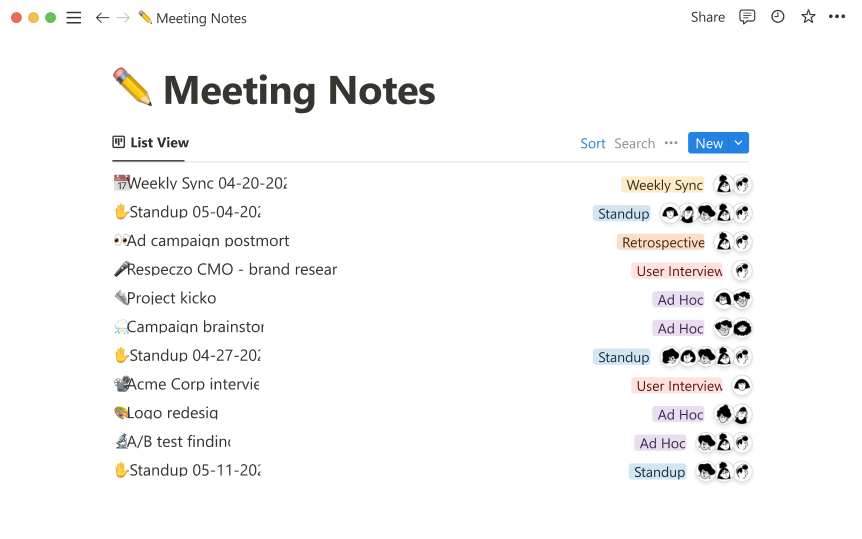 Meeting Notes
Share
Meeting Notes
List View
Sort Search
New
Weekly Sync 04-20-202
Weekly Sync
Standup 05-04-202
Standup
Ad campaign postmort
Retrospective
Respeczo CMO - brand resear
User Interview
Project kicko
Ad Hoc
Campaign brainstor
Ad Hoc
Standup 04-27-202
Standup
Acme Corp intervie
User Interview
Logo redesig
Ad Hoc
A/B test findin
Ad Hoc
Standup 05-11-202
Standup